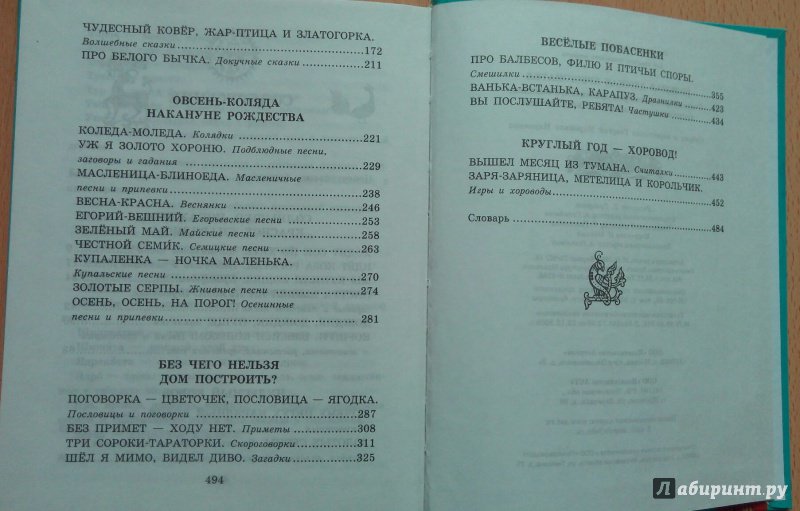 ЧУДЕСНЫЙ КОВЁР, ЖАР-ПТИЦА И ЗЛАТОГОРКА.
Волшебные сказки.....172
ПРО БЕЛОГО БЫЧКА. Докучные сказки.....211
ОВСЕНЬ-КОЛЯДА
НАКАНУНЕ РОЖДЕСТВА
КОЛЕДА-МОЛЕДА. Колядки.....221
УЖ Я ЗОЛОТО ХОРОНЮ. Подблюдные песни,
заговоры и гадания.....229
МАСЛЕНИЦА-БЛИНОЕДА. Масленичные
песни и припевки.....238
ВЕСНА-КРАСНА. Веснянки.....246
ЕГОРИЙ-ВЕШНИЙ. Егорьевские песни.....253
ЗЕЛЁНЫЙ МАЙ. Майские песни.....258
ЧЕСТНОЙ СЕМИК. Семицкие песни.....263
КУПАЛЕНКА — НОЧКА МАЛЕНЬКА.
Купальские песни.....270
ЗОЛОТЫЕ СЕРПЫ. Жнивные песни.....274
ОСЕНЬ, ОСЕНЬ, НА ПОРОГ! Осенинные
песни и припевки.....281
БЕЗ ЧЕГО НЕЛЬЗЯ
ДОМ ПОСТРОИТЬ?
ПОГОВОРКА — ЦВЕТОЧЕК, ПОСЛОВИЦА — ЯГОДКА.
Пословицы и поговорки.....287
БЕЗ ПРИМЕТ — ХОДУ НЕТ. Приметы.....308
ТРИ СОРОКИ-ТАРАТОРКИ. Скороговорки.....311
ШЁЛ Я МИМО, ВИДЕЛ ДИВО. Загадки.....325
494
ВЕСЁЛЫЕ ПОБАСЕНКИ
ПРО БАЛБЕСОВ, ФИЛЮ И ПТИЧЬИ СПОРЫ.
Смешилки.....355
ВАНЬКА-ВСТАНЬКА, КАРАПУЗ. Дразнилки.....423
ВЫ ПОСЛУШАЙТЕ, РЕБЯТА! Частушки.....434
КРУГЛЫЙ ГОД — ХОРОВОД!
ВЫШЕЛ МЕСЯЦ ИЗ ТУМАНА. Считалки.....443
ЗАРЯ-ЗАРЯНИЦА, МЕТЕЛИЦА И КОРОЛЬЧИК.
Игры и хороводы.....452
Словарь.....484
Лабиринт.ру